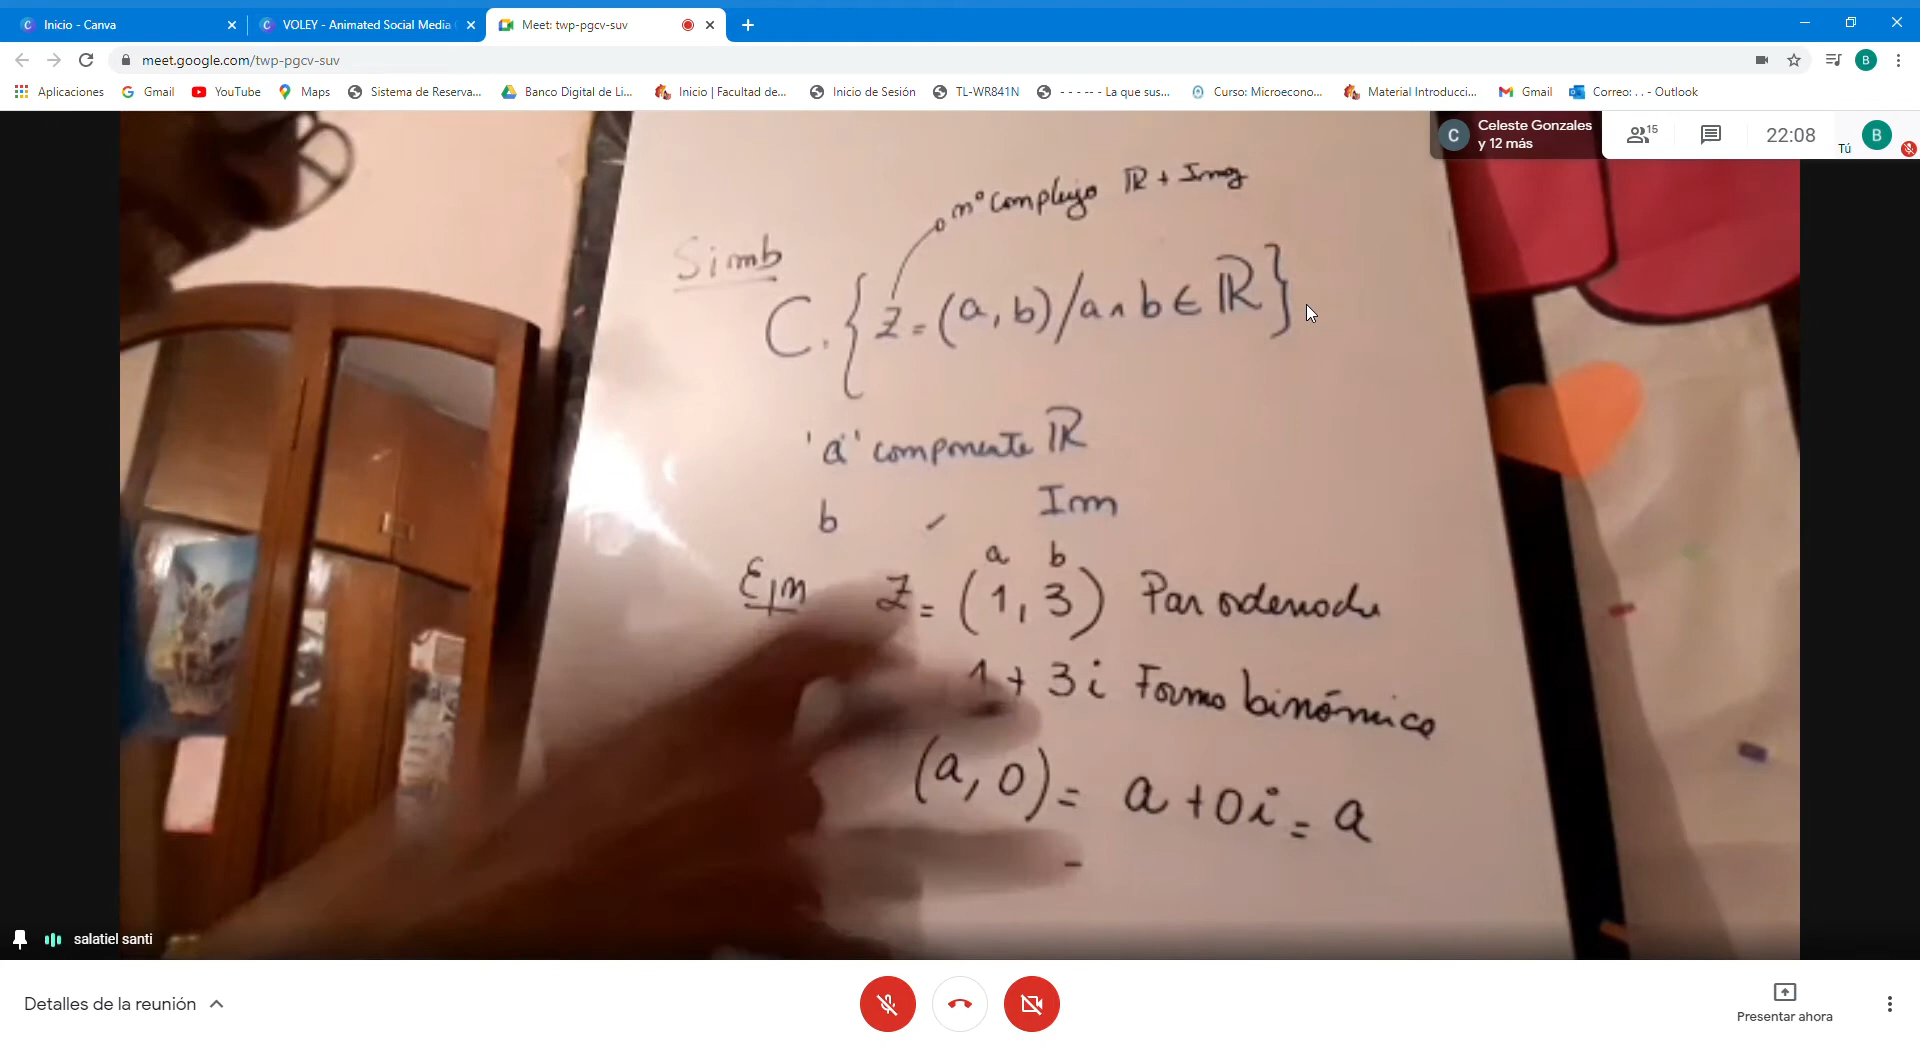 Inicio - Canva
VOLEY - Animated Social Media
Meet: twp-pgcv-suv
meet.google.com/twp-pgcv-suv
B
Aplicaciones
Gmail
YouTube
Maps
Sistema de Reserva...
Banco Digital de Li...
Inicio | Facultad de...
Inicio de Sesión
TL-WR841N
- - - -- - La que sus...
Curso: Microecono...
Material Introducci...
Gmail
Correo: . . - Outlook
C
Celeste Gonzales
y 12 más
15
22:08
Tú
B
nº complejo ℝ + Imag
Simb
C. { Z = (a, b) / a ∧ b ∈ ℝ }
'a' componente ℝ
b ′ Im
a b
Ejm Z = (1, 3) Par ordenado
1 + 3i Forma binómica
(a, 0) = a + 0i = a
salatiel santi
Detalles de la reunión
Presentar ahora